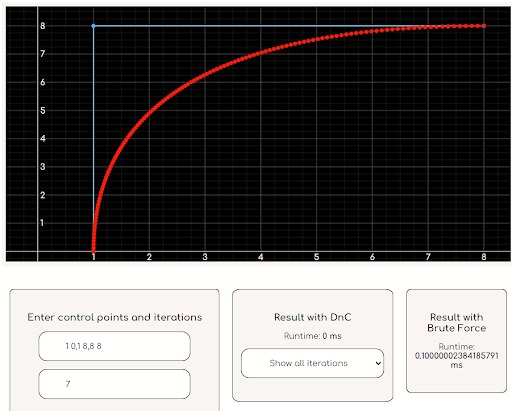 8
7
6
5
4
3
2
1
1 2 3 4 5 6 7 8
Enter control points and iterations
1 0,1 8,8 8
7
Result with DnC
Runtime: 0 ms
Show all iterations
Result with
Brute Force
Runtime:
0.10000002384185791
ms